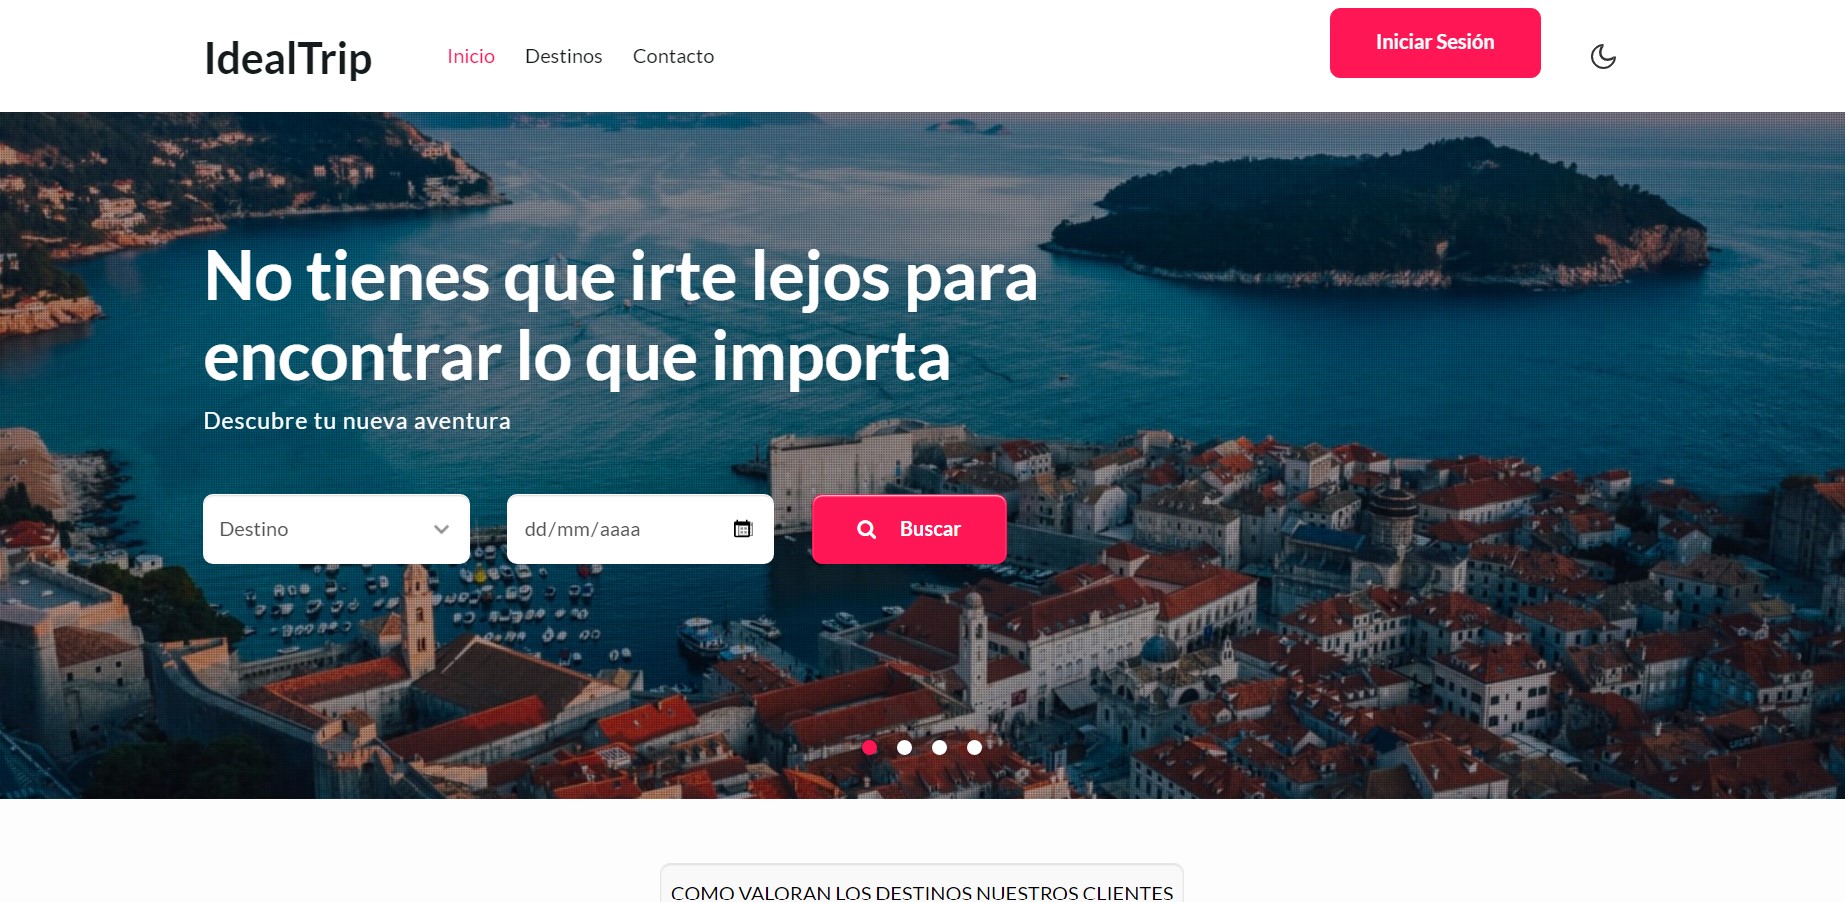 IdealTrip
Inicio
Destinos
Contacto
Iniciar Sesión
No tienes que irte lejos para
encontrar lo que importa
Descubre tu nueva aventura
Destino
dd/mm/aaaa
Buscar
COMO VALORAN LOS DESTINOS NUESTROS CLIENTES